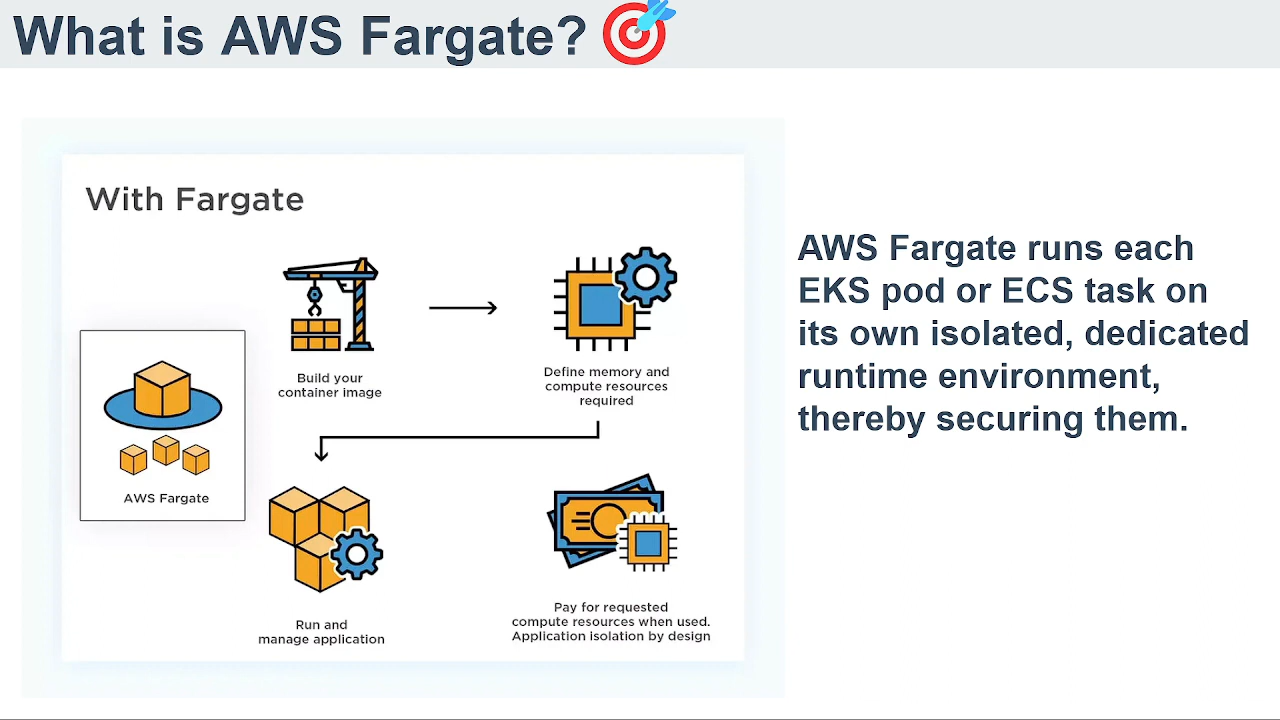 What is AWS Fargate?
With Fargate
AWS Fargate
Build your
container image
Define memory and
compute resources
required
Run and
manage application
Pay for requested
compute resources when used.
Application isolation by design
AWS Fargate runs each
EKS pod or ECS task on
its own isolated, dedicated
runtime environment,
thereby securing them.